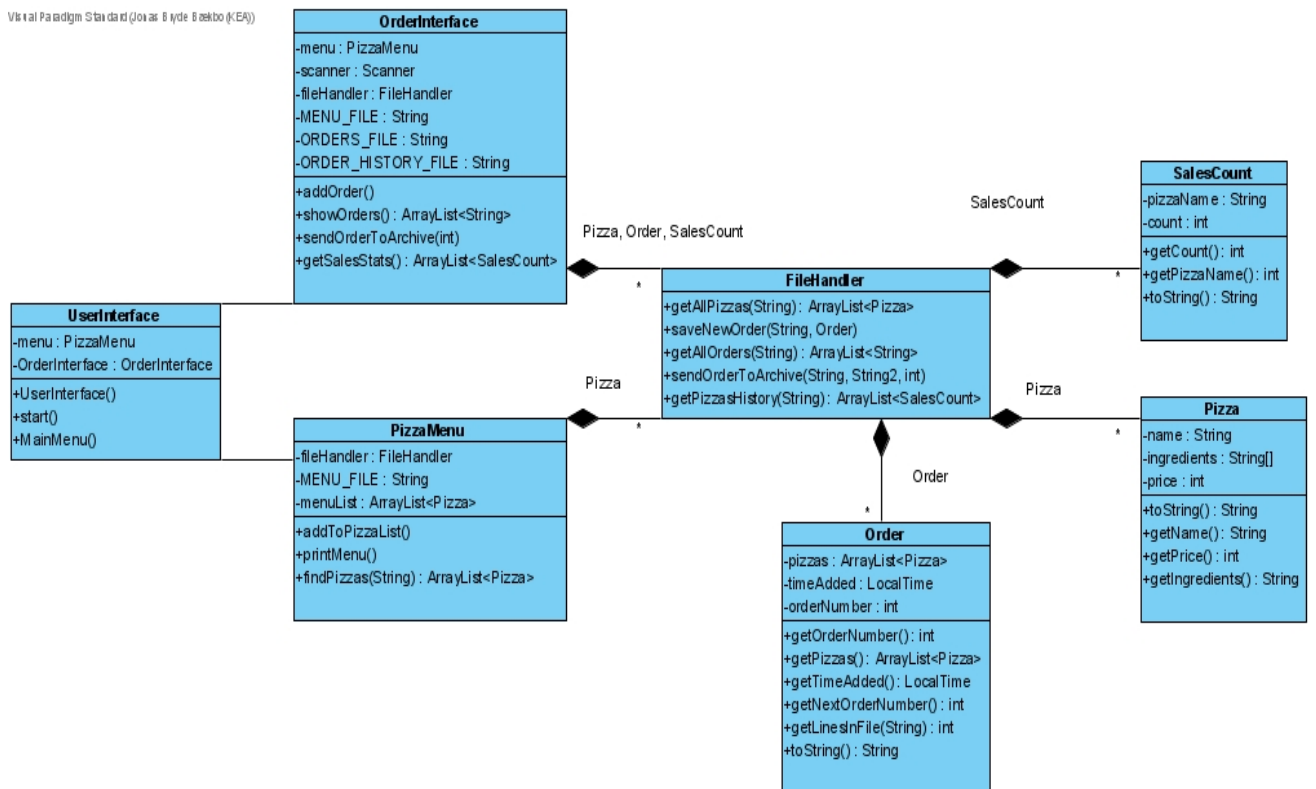 Visual Paradigm Standard (Jonas Bryde Bækbo (KEA))
OrderInterface
-menu : PizzaMenu
-scanner : Scanner
-fileHandler : FileHandler
-MENU_FILE : String
-ORDERS_FILE : String
-ORDER_HISTORY_FILE : String
+addOrder()
+showOrders() : ArrayList<String>
+sendOrderToArchive(int)
+getSalesStats() : ArrayList<SalesCount>
Pizza, Order, SalesCount
*
SalesCount
*
SalesCount
-pizzaName : String
-count : int
+getCount() : int
+getPizzaName() : int
+toString() : String
FileHandler
+getAllPizzas(String) : ArrayList<Pizza>
+saveNewOrder(String, Order)
+getAllOrders(String) : ArrayList<String>
+sendOrderToArchive(String, String2, int)
+getPizzasHistory(String) : ArrayList<SalesCount>
UserInterface
-menu : PizzaMenu
-OrderInterface : OrderInterface
+UserInterface()
+start()
+MainMenu()
Pizza
*
PizzaMenu
-fileHandler : FileHandler
-MENU_FILE : String
-menuList : ArrayList<Pizza>
+addToPizzaList()
+printMenu()
+findPizzas(String) : ArrayList<Pizza>
Pizza
*
Pizza
-name : String
-ingredients : String[]
-price : int
+toString() : String
+getName() : String
+getPrice() : int
+getIngredients() : String
Order
*
Order
-pizzas : ArrayList<Pizza>
-timeAdded : LocalTime
-orderNumber : int
+getOrderNumber() : int
+getPizzas() : ArrayList<Pizza>
+getTimeAdded() : LocalTime
+getNextOrderNumber() : int
+getLinesInFile(String) : int
+toString() : String